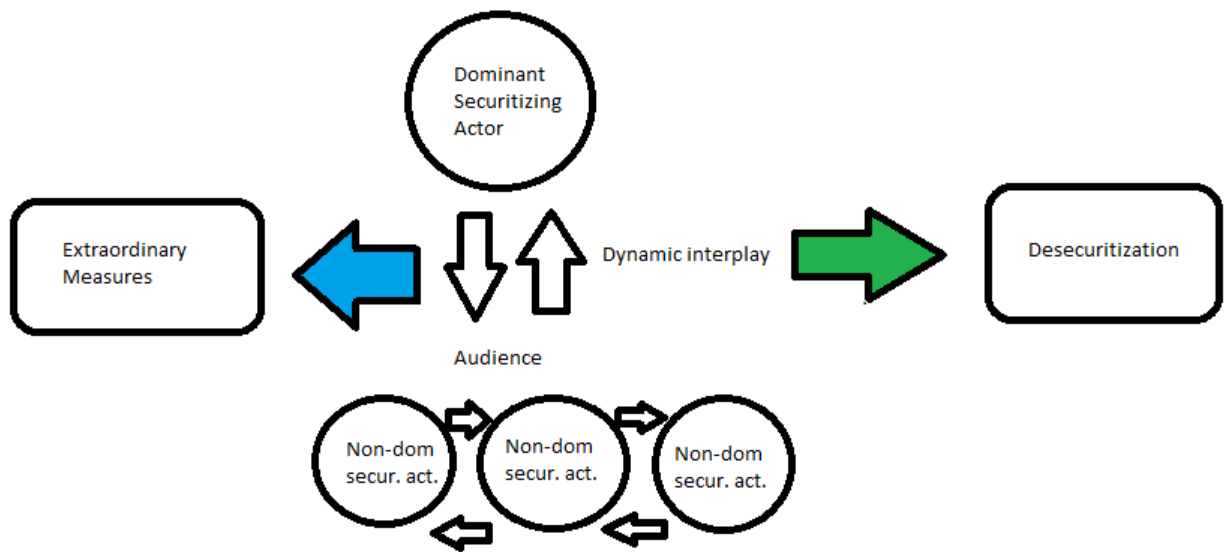 Dominant
Securitizing
Actor
Extraordinary
Measures
Dynamic interplay
Desecuritization
Audience
Non-dom
secur. act.
Non-dom
secur. act.
Non-dom
secur. act.